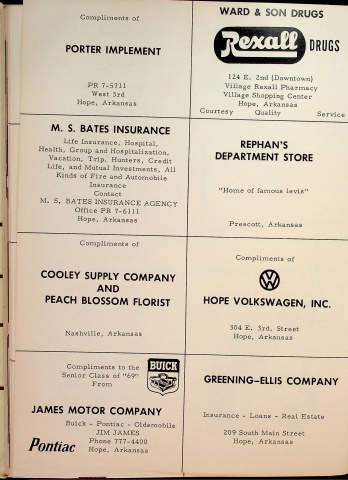 Compliments of
PORTER IMPLEMENT
PR 7-5711
West 3rd
Hope, Arkansas
WARD & SON DRUGS
Rexall DRUGS
124 E. 2nd (Downtown)
Village Rexall Pharmacy
Village Shopping Center
Hope, Arkansas
Courtesy Quality Service
M. S. BATES INSURANCE
Life Insurance, Hospital,
Health, Group and Hospitalization,
Vacation, Trip, Hunters, Credit
Life, and Mutual Investments, All
Kinds of Fire and Automobile
Insurance
Contact
M. S. BATES INSURANCE AGENCY
Office PR 7-6111
Hope, Arkansas
REPHAN'S
DEPARTMENT STORE
"Home of famous levis"
Prescott, Arkansas
Compliments of
COOLEY SUPPLY COMPANY
AND
PEACH BLOSSOM FLORIST
Nashville, Arkansas
Compliments of
VW
HOPE VOLKSWAGEN, INC.
304 E. 3rd. Street
Hope, Arkansas
Compliments to the
Senior Class of "69"
From
BUICK
JAMES MOTOR COMPANY
Buick - Pontiac - Oldsmobile
JIM JAMES
Phone 777-4400
Hope, Arkansas
Pontiac
GREENING-ELLIS COMPANY
Insurance - Loans - Real Estate
209 South Main Street
Hope, Arkansas